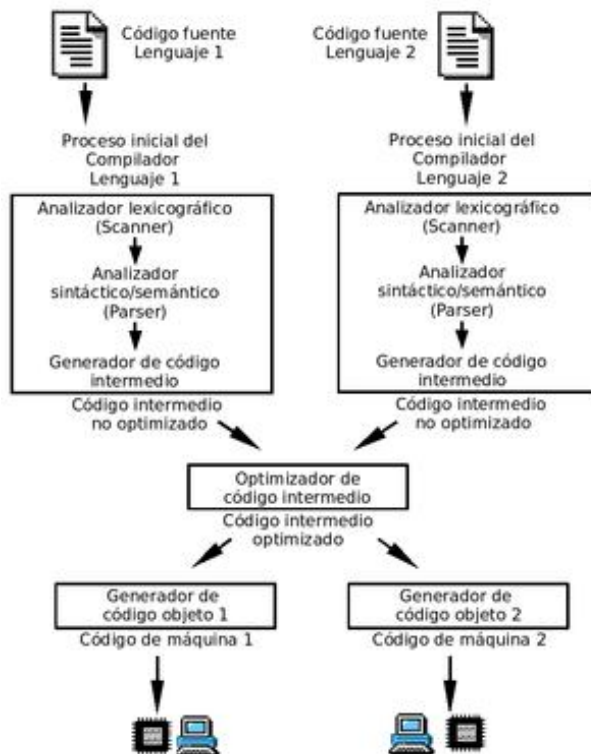 Código fuente
Lenguaje 1
Código fuente
Lenguaje 2
Proceso inicial del
Compilador
Lenguaje 1
Proceso inicial del
Compilador
Lenguaje 2
Analizador lexicográfico
(Scanner)
Analizador
sintáctico/semántico
(Parser)
Generador de código
intermedio
Analizador lexicográfico
(Scanner)
Analizador
sintáctico/semántico
(Parser)
Generador de código
intermedio
Código intermedio
no optimizado
Código intermedio
no optimizado
Optimizador de
código intermedio
Código intermedio
optimizado
Generador de
código objeto 1
Código de máquina 1
Generador de
código objeto 2
Código de máquina 2